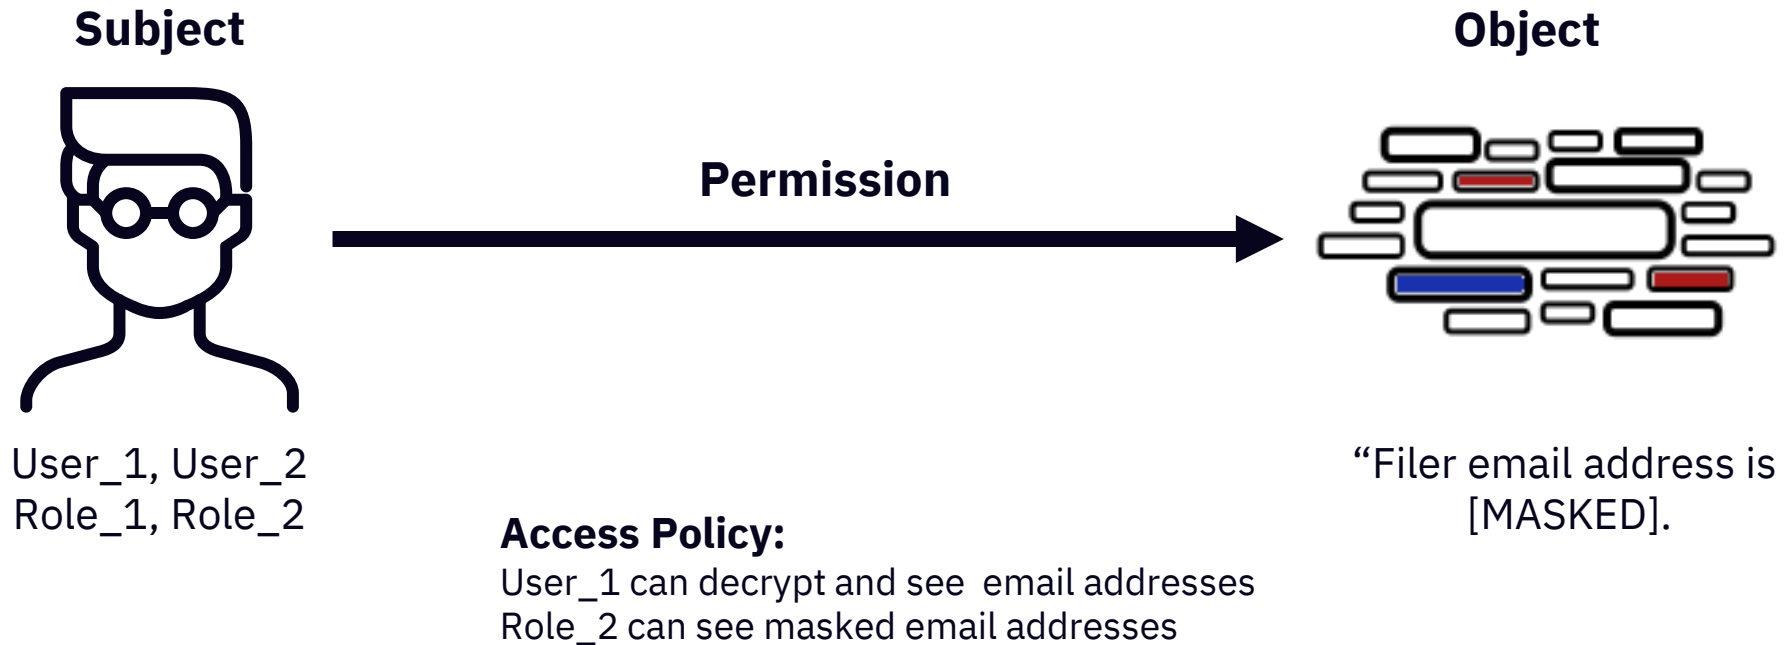 Subject
Object
Permission
User_1, User_2
Role_1, Role_2
“Filer email address is
[MASKED].
Access Policy:
User_1 can decrypt and see  email addresses
Role_2 can see masked email addresses